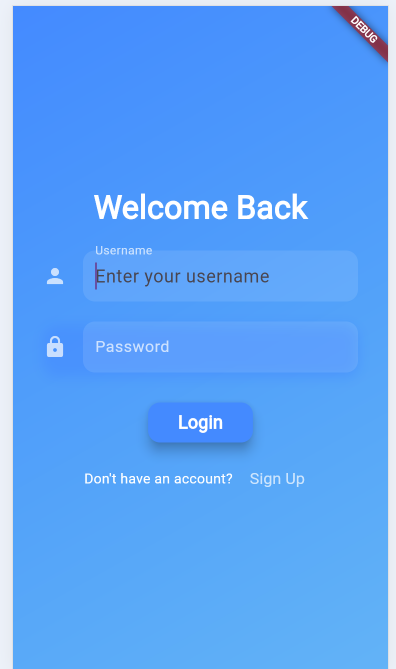 DEBUG
Welcome Back
Username
Enter your username
Password
Login
Don't have an account? Sign Up